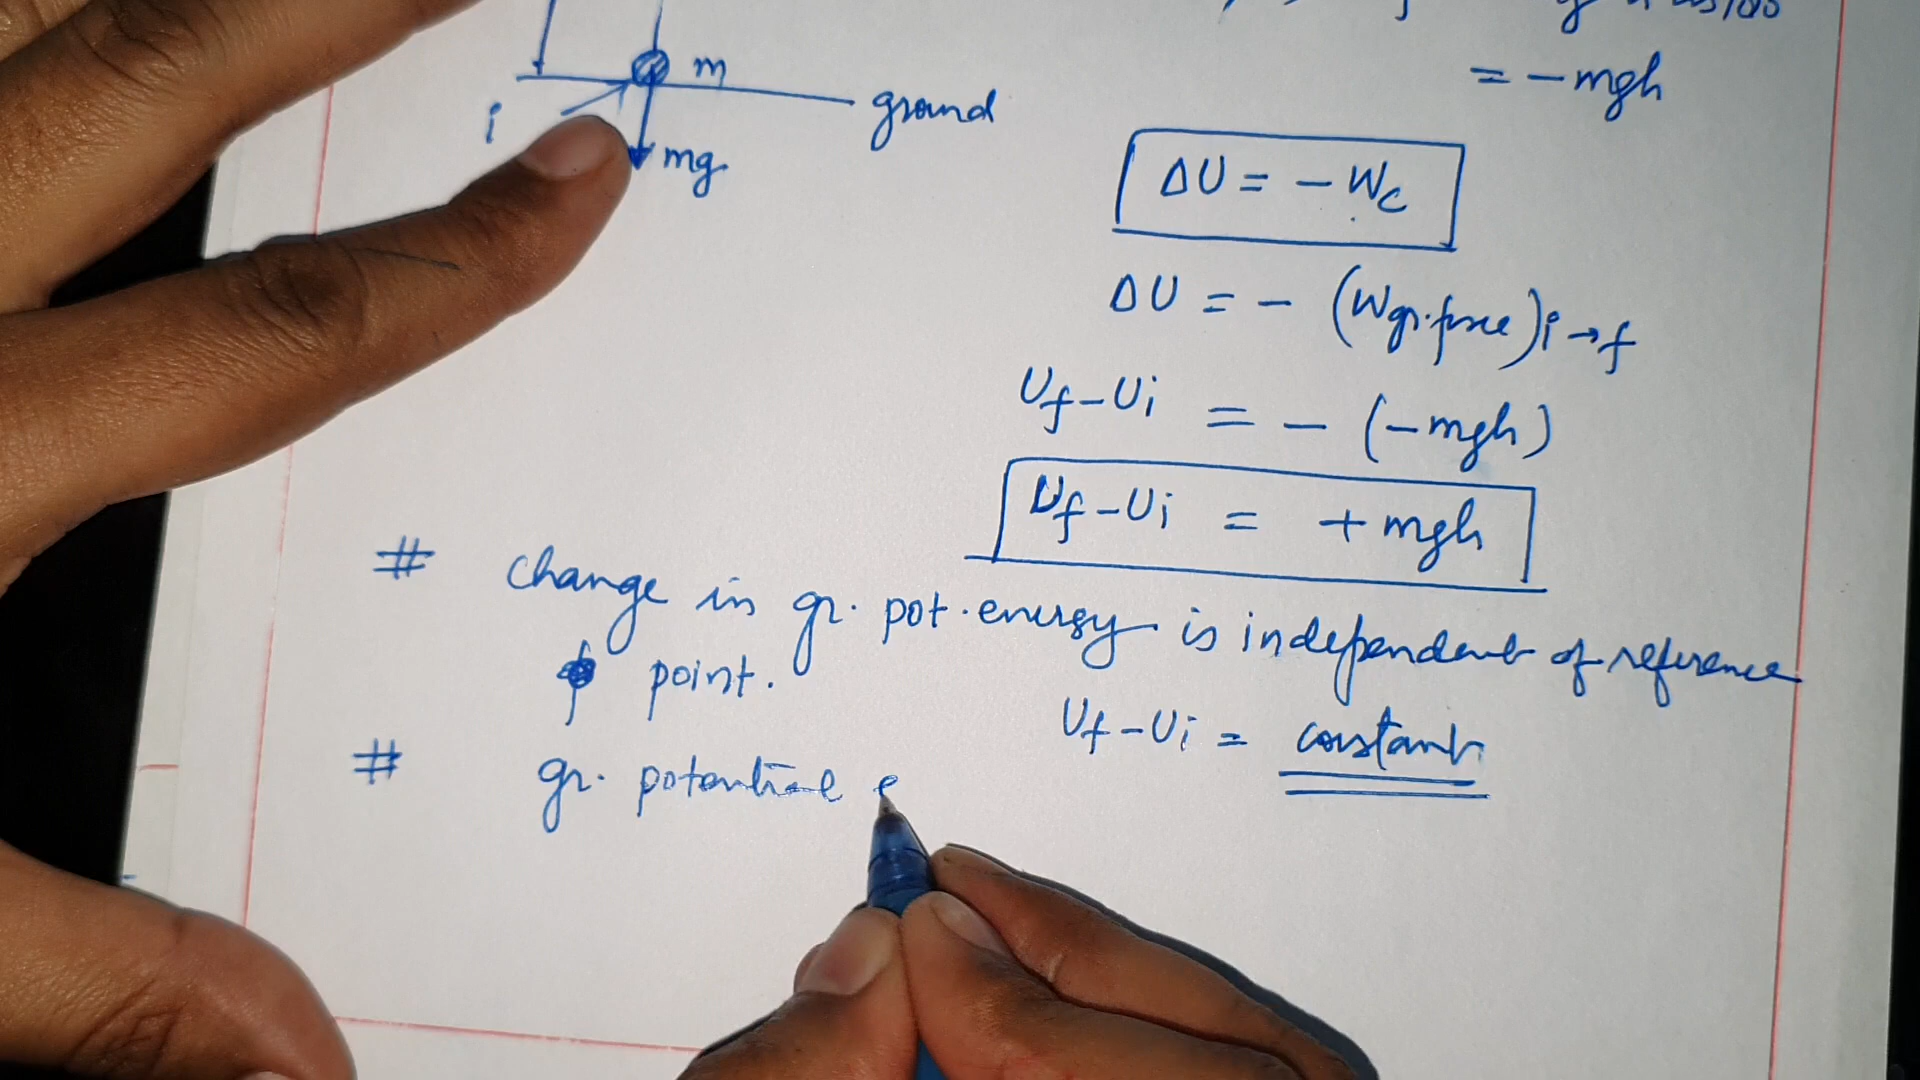 = -mgh
m
ground
i
mg
ΔU = - Wc
ΔU = - (Wgr.force)i→f
Uf - Ui = - (-mgh)
Uf - Ui = + mgh
# change in gr. pot. energy is independent of reference
point.
Uf - Ui = constant
# gr. potential e